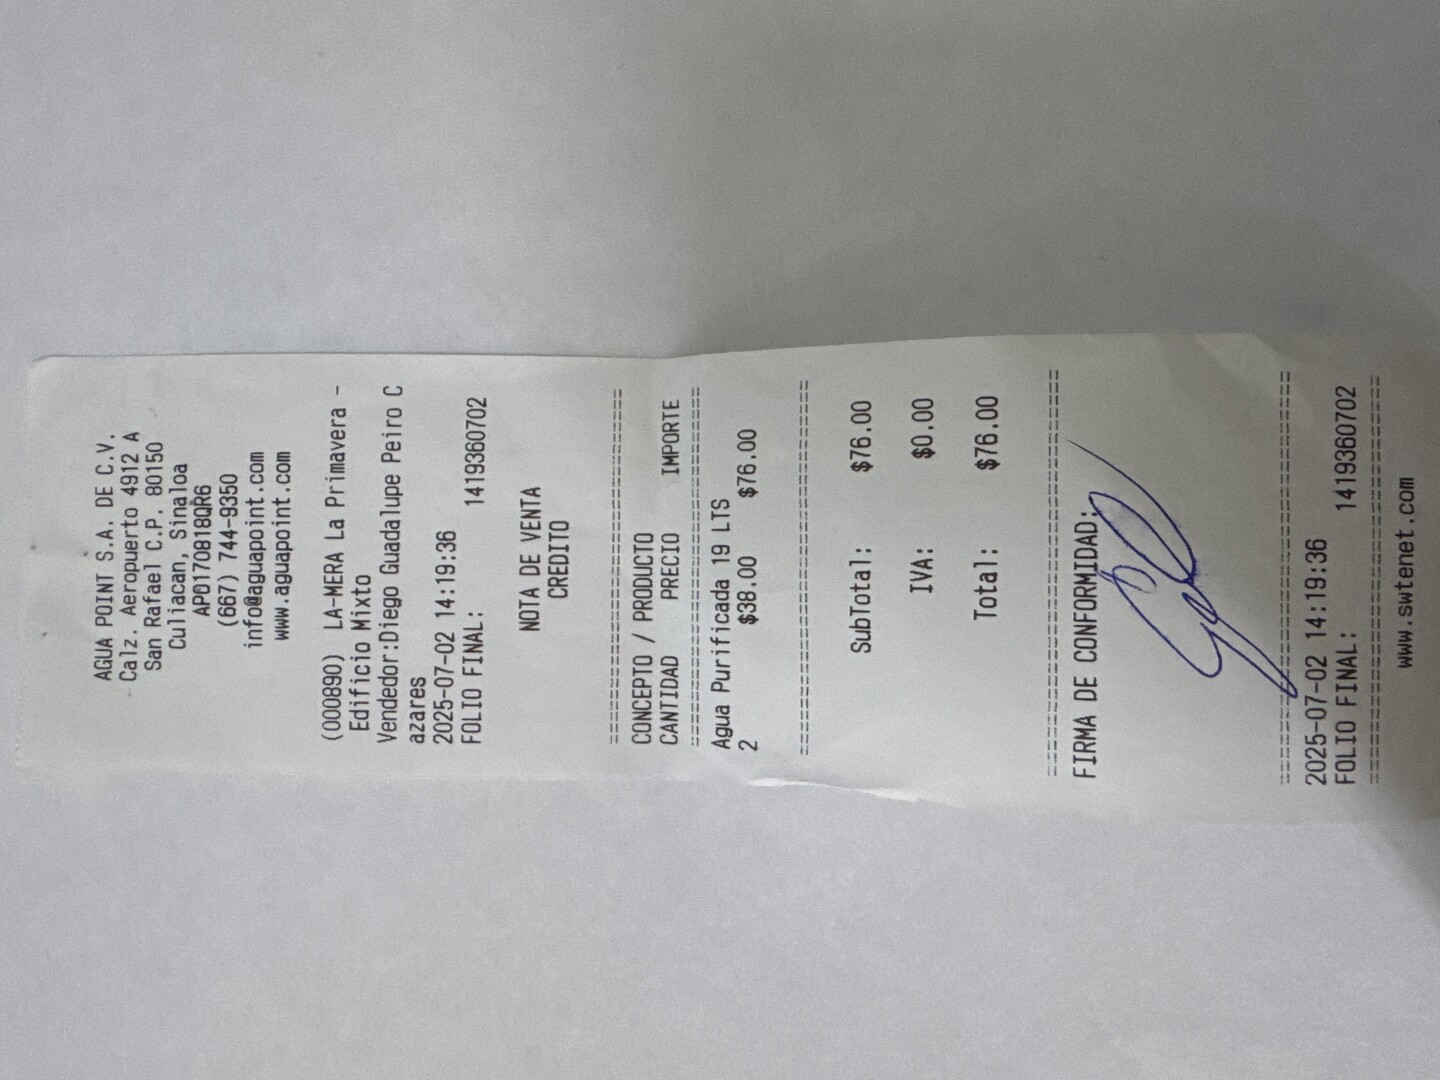 AGUA POINT S.A. DE C.V.
Calz. Aeropuerto 4912 A
San Rafael C.P. 80150
Culiacan, Sinaloa
APO170818QR6
(667) 744-9350
info@aguapoint.com
www.aguapoint.com
(000890) LA-MERA La Primavera -
Edificio Mixto
Vendedor:Diego Guadalupe Peiro C
azares
2025-07-02 14:19:36
FOLIO FINAL: 1419360702
NOTA DE VENTA
CREDITO
================================
CONCEPTO / PRODUCTO
CANTIDAD PRECIO IMPORTE
================================
Agua Purificada 19 LTS
2 $38.00 $76.00
================================
SubTotal: $76.00
IVA: $0.00
Total: $76.00
================================
FIRMA DE CONFORMIDAD:
================================
2025-07-02 14:19:36
FOLIO FINAL: 1419360702
================================
www.swtenet.com